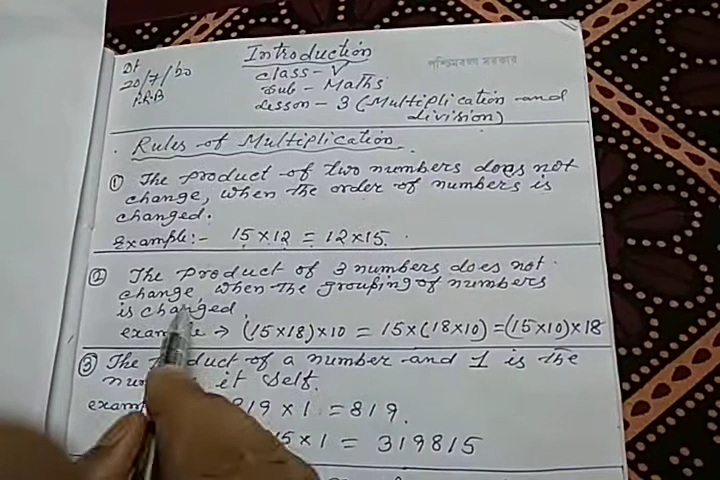 Introduction
পশ্চিমবঙ্গ সরকার
Dt
20/7/20
P.R.B
class - V
Sub - Maths
Lesson - 3 (Multiplication and
division)
Rules of Multiplication
① The product of two numbers does not
change, when the order of numbers is
changed.
Example:- 15×12 = 12×15.
② The product of 3 numbers does not
change, when the grouping of numbers
is changed
example → (15×18)×10 = 15×(18×10) = (15×10)×18
③ The product of a number and 1 is the
it self.
819×1 = 819.
×1 = 319815